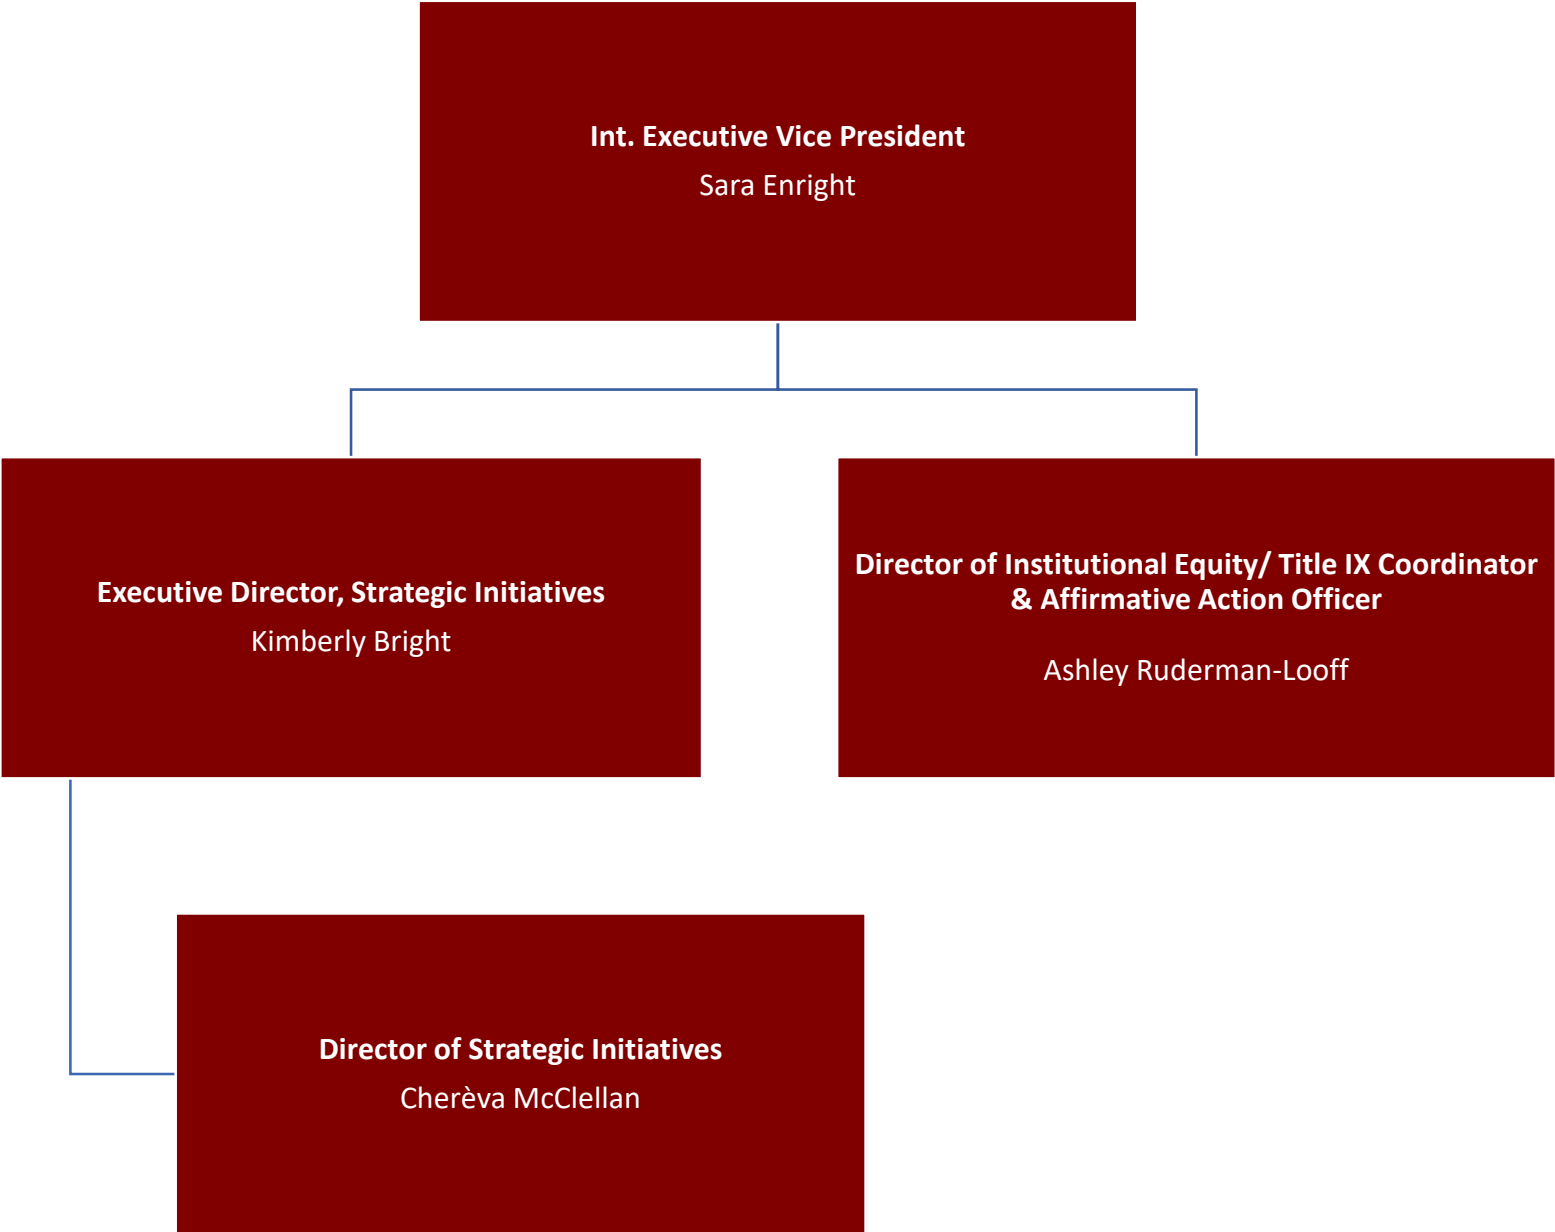 Int. Executive Vice President
Sara Enright
Executive Director, Strategic Initiatives
Kimberly Bright
Director of Institutional Equity/ Title IX Coordinator
& Affirmative Action Officer
Ashley Ruderman-Looff
Director of Strategic Initiatives
Cherèva McClellan